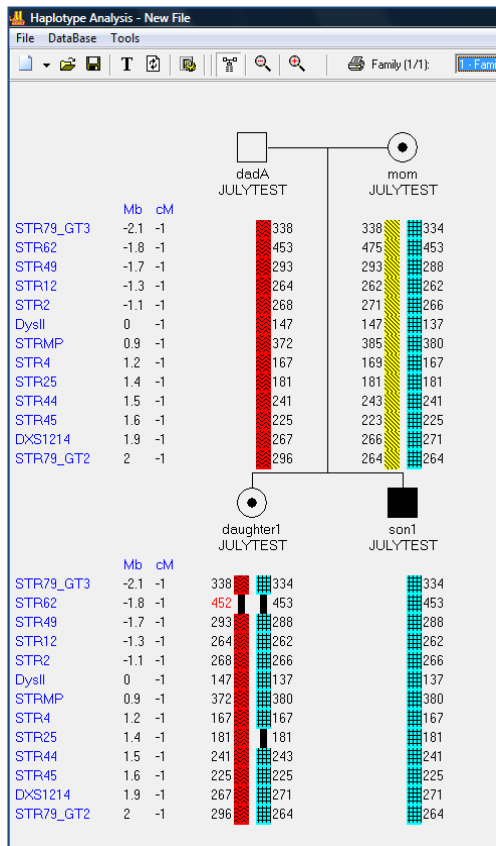 Haplotype Analysis - New File
File DataBase Tools
T Family (1/1): 1 - Fam
dadA mom
JULYTEST JULYTEST
Mb cM
STR79_GT3 -2.1 -1 338 338 334
STR62 -1.8 -1 453 475 453
STR49 -1.7 -1 293 293 288
STR12 -1.3 -1 264 262 262
STR2 -1.1 -1 268 271 266
DysII 0 -1 147 147 137
STRMP 0.9 -1 372 385 380
STR4 1.2 -1 167 169 167
STR25 1.4 -1 181 181 181
STR44 1.5 -1 241 243 241
STR45 1.6 -1 225 223 225
DXS1214 1.9 -1 267 266 271
STR79_GT2 2 -1 296 264 264
daughter1 son1
JULYTEST JULYTEST
Mb cM
STR79_GT3 -2.1 -1 338 334 334
STR62 -1.8 -1 452 453 453
STR49 -1.7 -1 293 288 288
STR12 -1.3 -1 264 262 262
STR2 -1.1 -1 268 266 266
DysII 0 -1 147 137 137
STRMP 0.9 -1 372 380 380
STR4 1.2 -1 167 167 167
STR25 1.4 -1 181 181 181
STR44 1.5 -1 241 243 241
STR45 1.6 -1 225 225 225
DXS1214 1.9 -1 267 271 271
STR79_GT2 2 -1 296 264 264